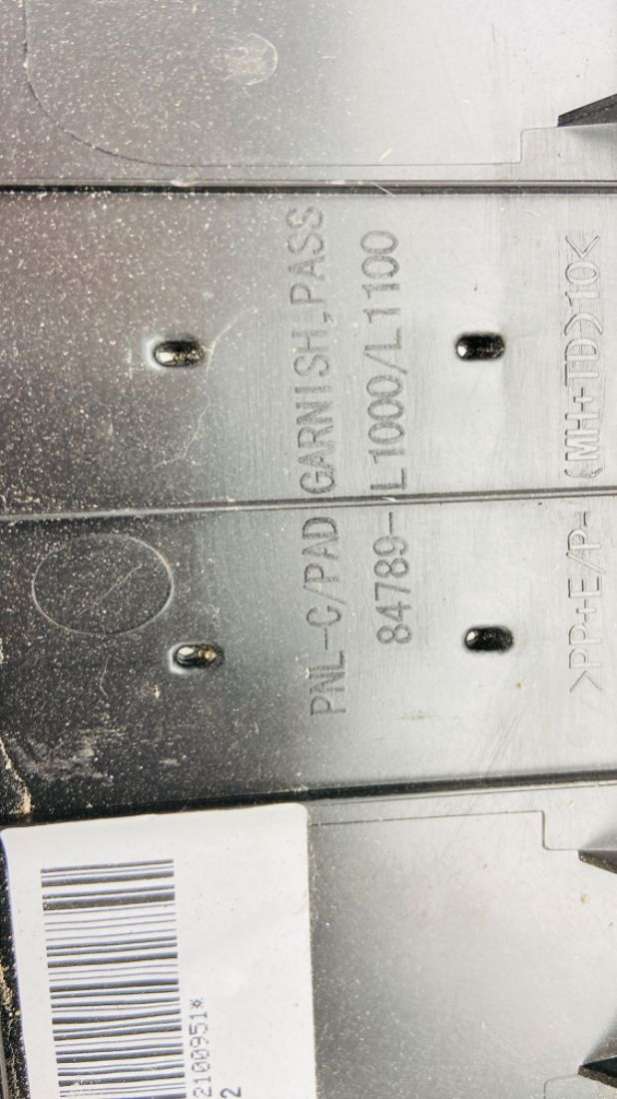 PNL-C/PAD GARNISH,PASS
84789-L1000/L1100
>PP+E/P-(MH+TD)10<
2100951*
2